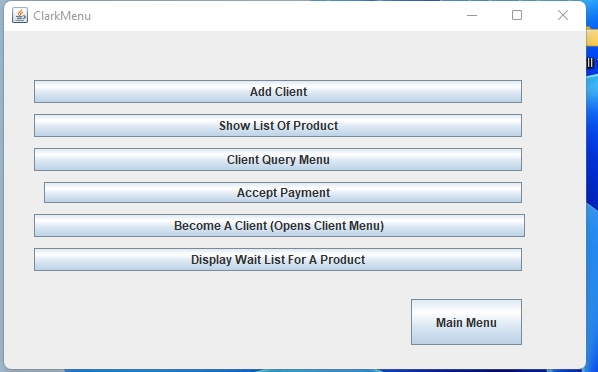 ClarkMenu
Add Client
Show List Of Product
Client Query Menu
Accept Payment
Become A Client (Opens Client Menu)
Display Wait List For A Product
Main Menu